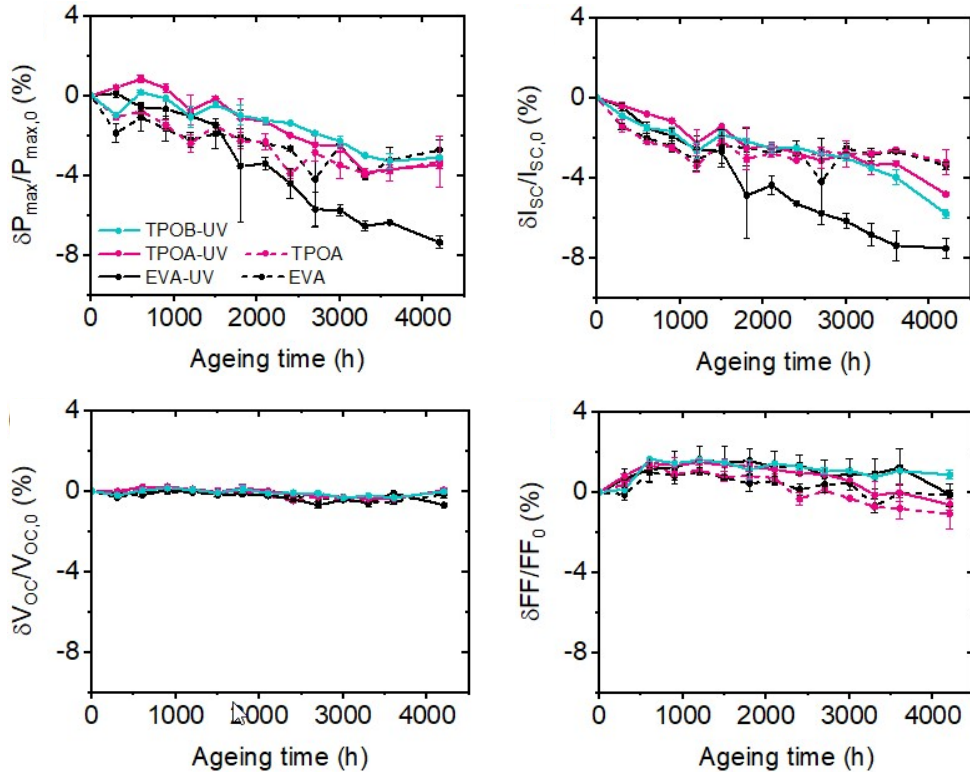 4
0
-4
-8
δPmax/Pmax,0 (%)
TPOB-UV
TPOA-UV TPOA
EVA-UV EVA
0 1000 2000 3000 4000
Ageing time (h)
4
0
-4
-8
δISC/ISC,0 (%)
0 1000 2000 3000 4000
Ageing time (h)
4
0
-4
-8
δVOC/VOC,0 (%)
0 1000 2000 3000 4000
Ageing time (h)
4
0
-4
-8
δFF/FF0 (%)
0 1000 2000 3000 4000
Ageing time (h)